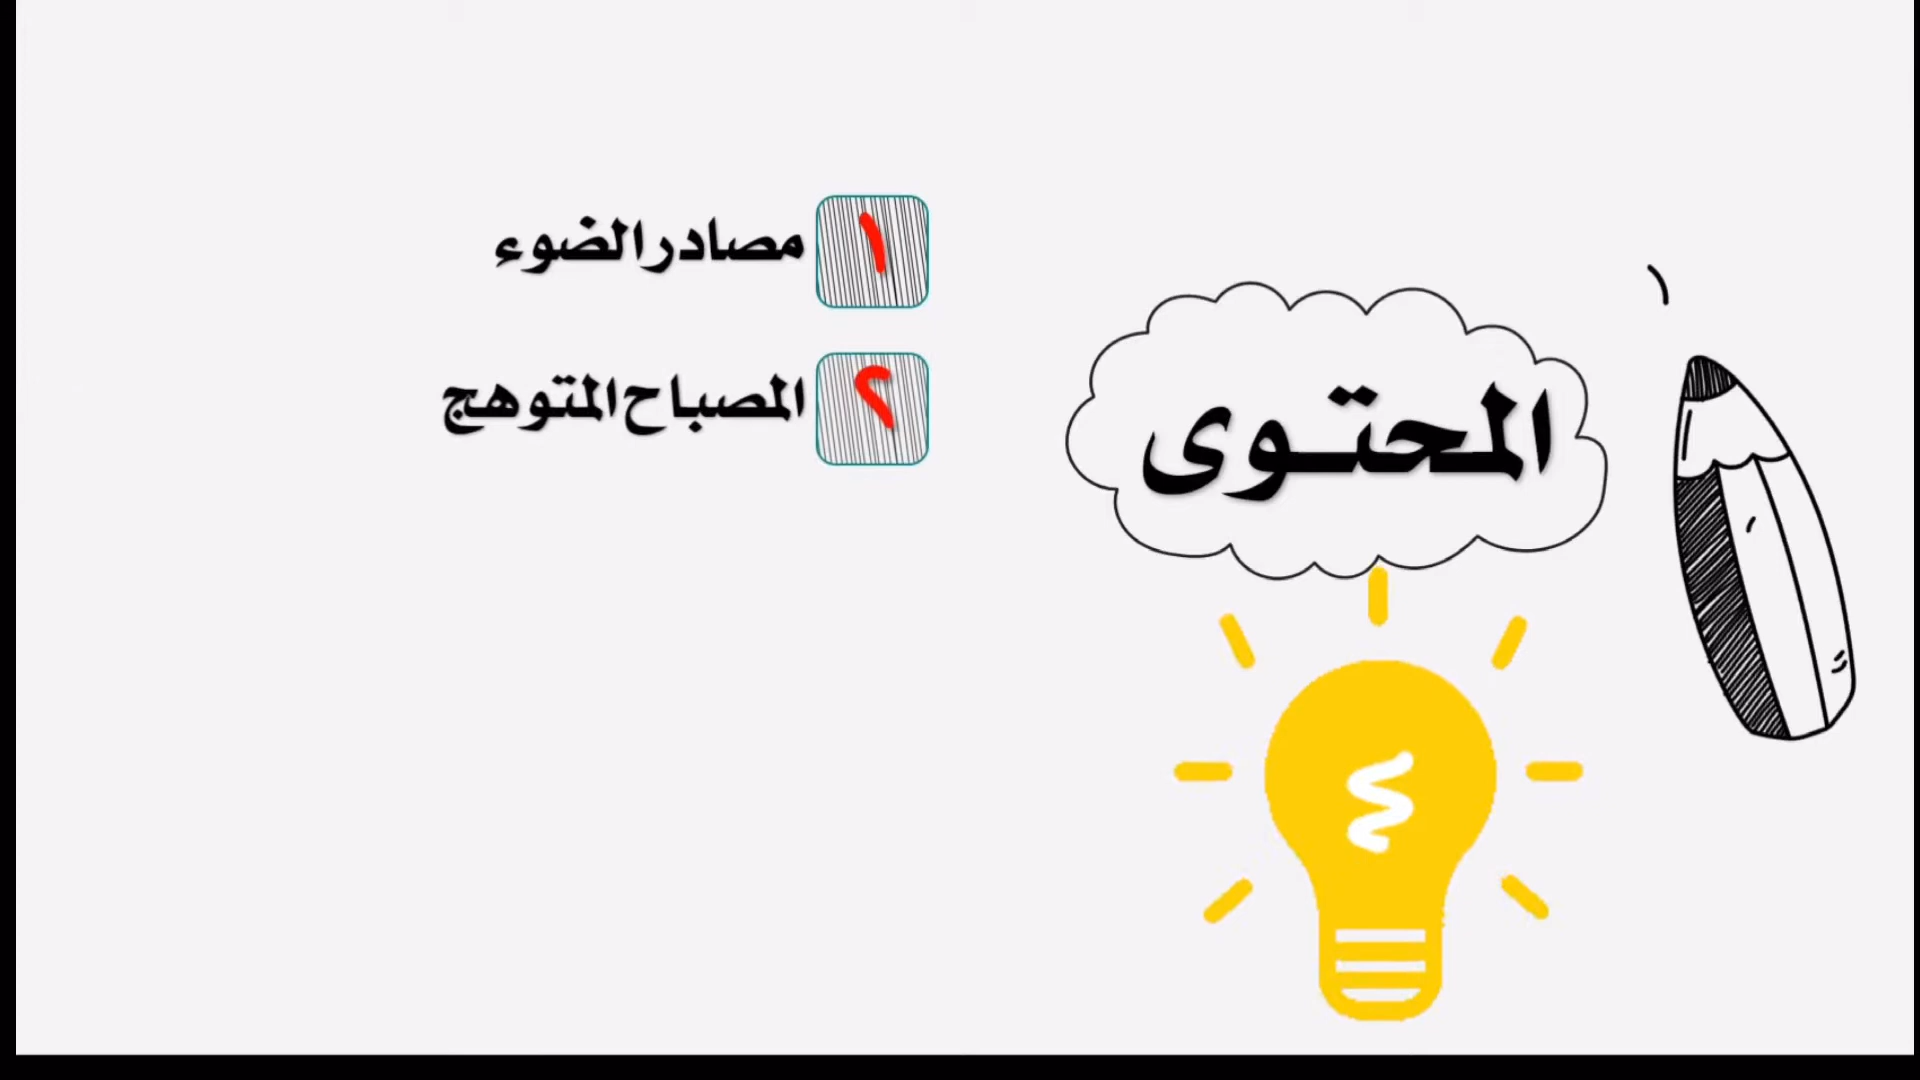 المحتوى
١ مصادر الضوء
٢ المصباح المتوهج